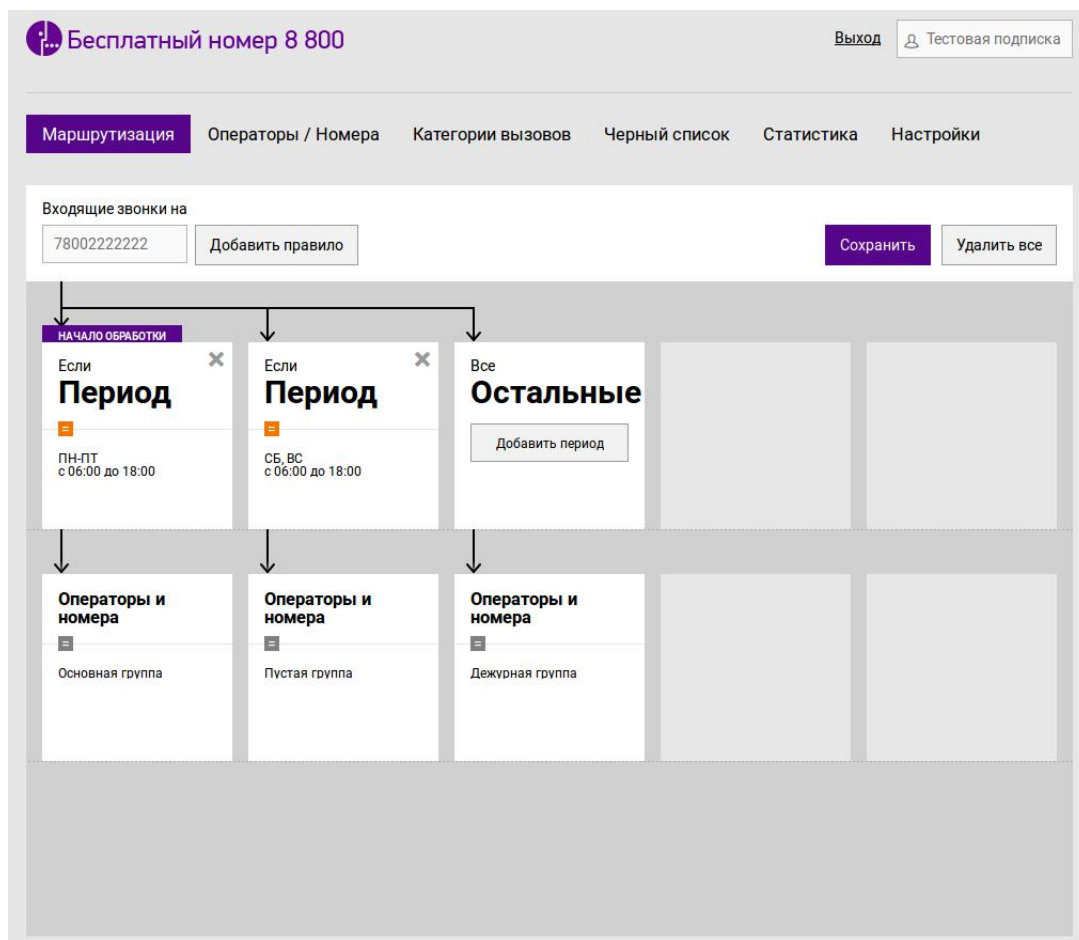 Бесплатный номер 8 800
Выход
Тестовая подписка
Маршрутизация
Операторы / Номера
Категории вызовов
Черный список
Статистика
Настройки
Входящие звонки на
78002222222
Добавить правило
Сохранить
Удалить все
НАЧАЛО ОБРАБОТКИ
Если
Период
=
ПН-ПТ
с 06:00 до 18:00
Если
Период
=
СБ, ВС
с 06:00 до 18:00
Все
Остальные
Добавить период
Операторы и
номера
=
Основная группа
Операторы и
номера
=
Пустая группа
Операторы и
номера
=
Дежурная группа